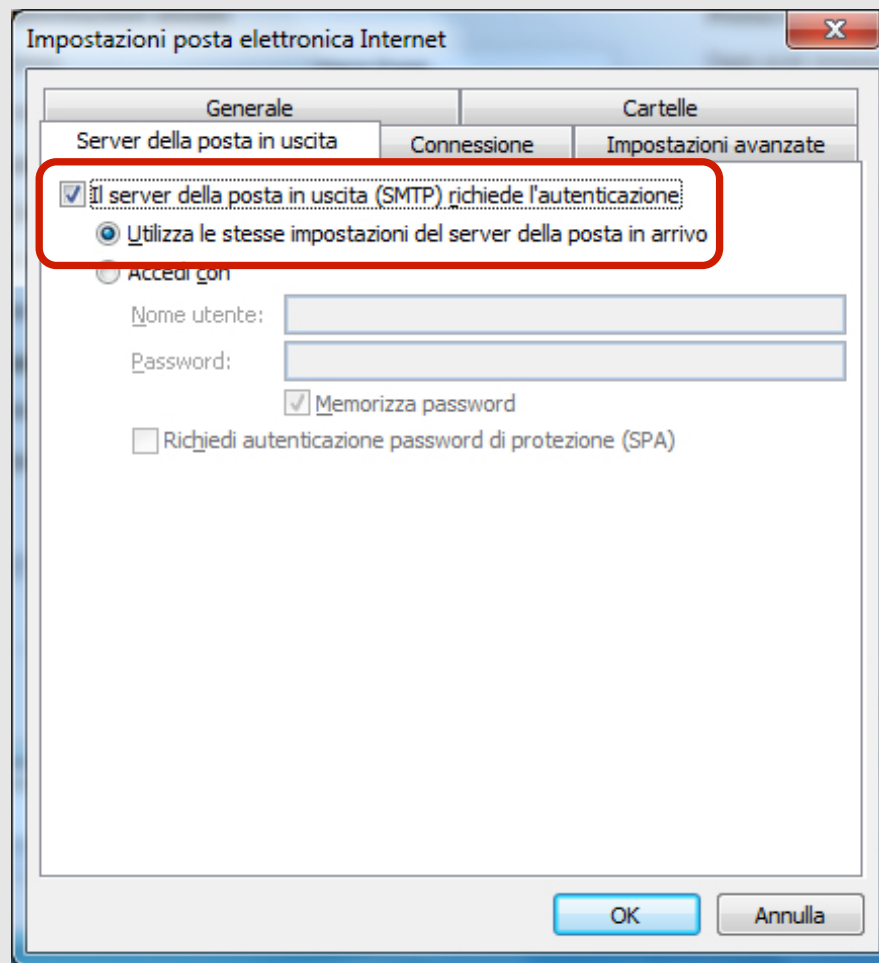 Impostazioni posta elettronica Internet
Generale
Cartelle
Server della posta in uscita
Connessione
Impostazioni avanzate
Il server della posta in uscita (SMTP) richiede l'autenticazione
Utilizza le stesse impostazioni del server della posta in arrivo
Accedi con
Nome utente:
Password:
Memorizza password
Richiedi autenticazione password di protezione (SPA)
OK
Annulla